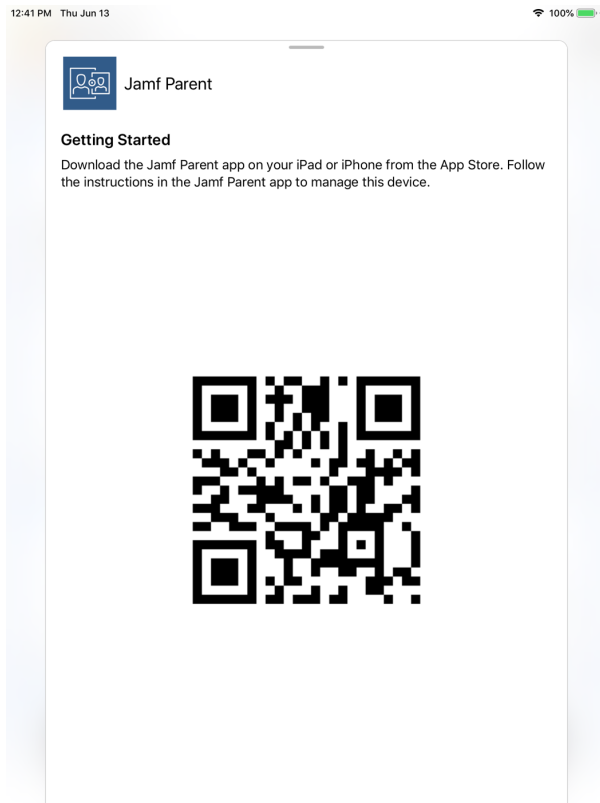 12:41 PM Thu Jun 13
100%
Jamf Parent
Getting Started
Download the Jamf Parent app on your iPad or iPhone from the App Store. Follow
the instructions in the Jamf Parent app to manage this device.